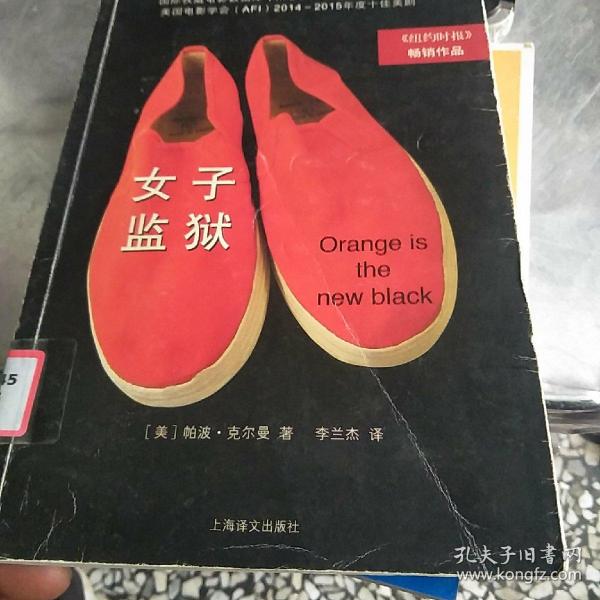 美国电影学会（AFI）2014－2015年度十佳美剧
《纽约时报》
畅销作品
女子
监狱
Orange is
the
new black
45
［美］帕波·克尔曼 著 李兰杰 译
上海译文出版社
孔夫子旧书网
www.kongfz.com